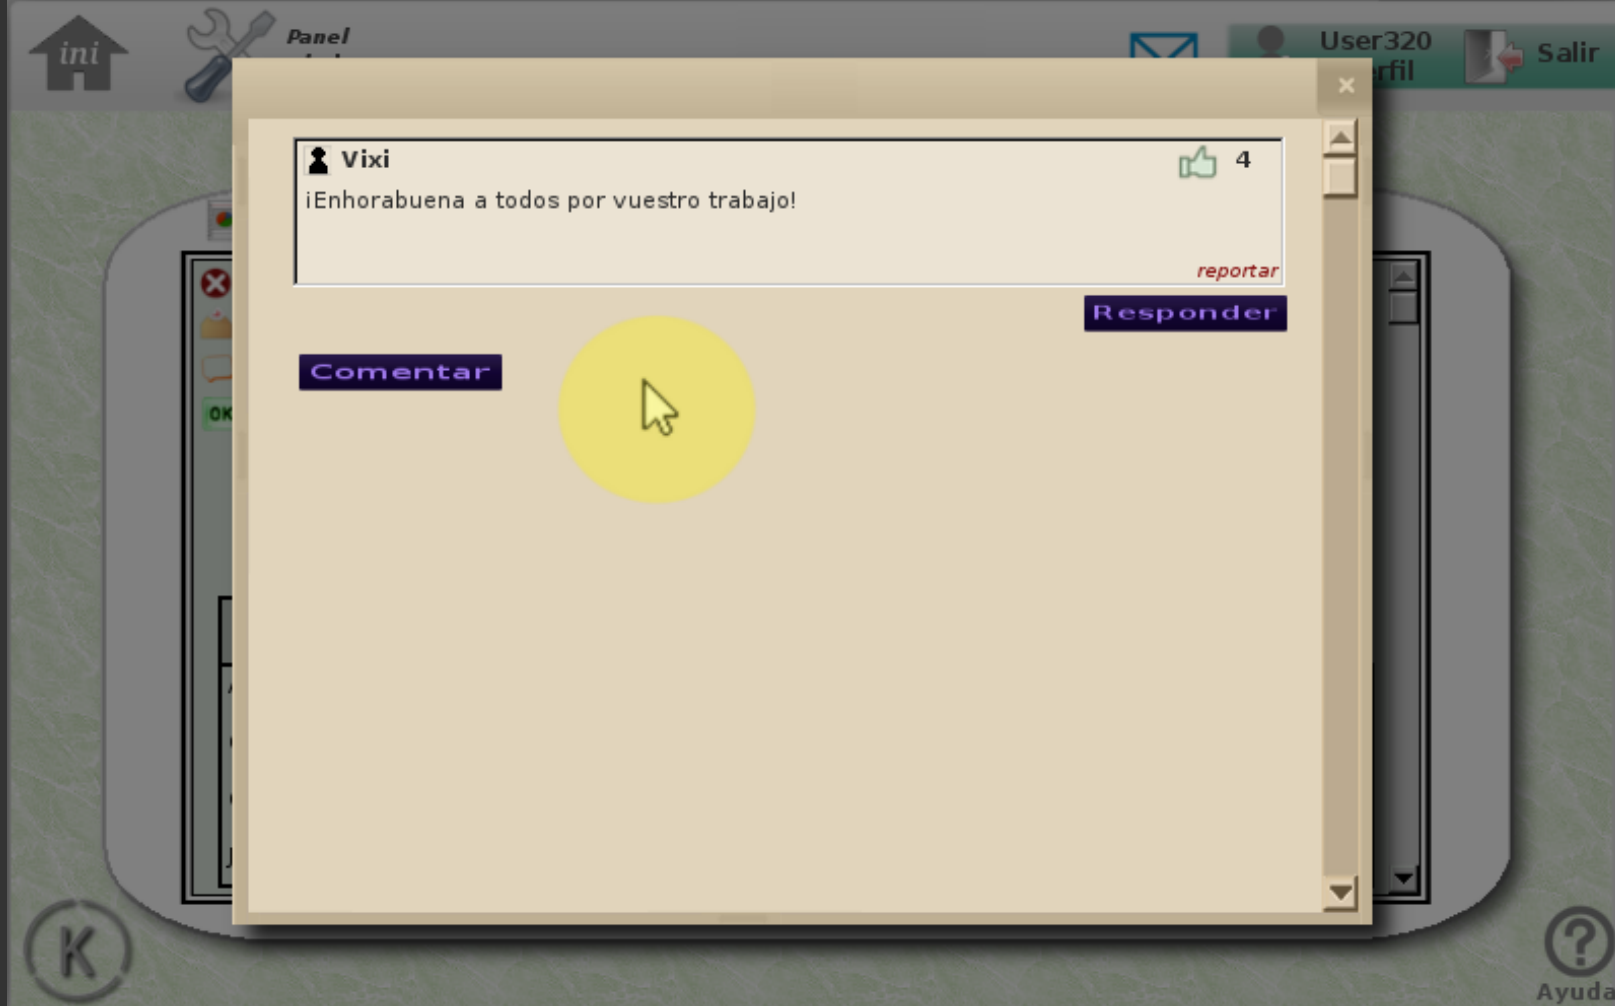 ini
Panel
User320
Salir
Vixi
4
¡Enhorabuena a todos por vuestro trabajo!
reportar
Responder
Comentar
OK
K
?
Ayuda